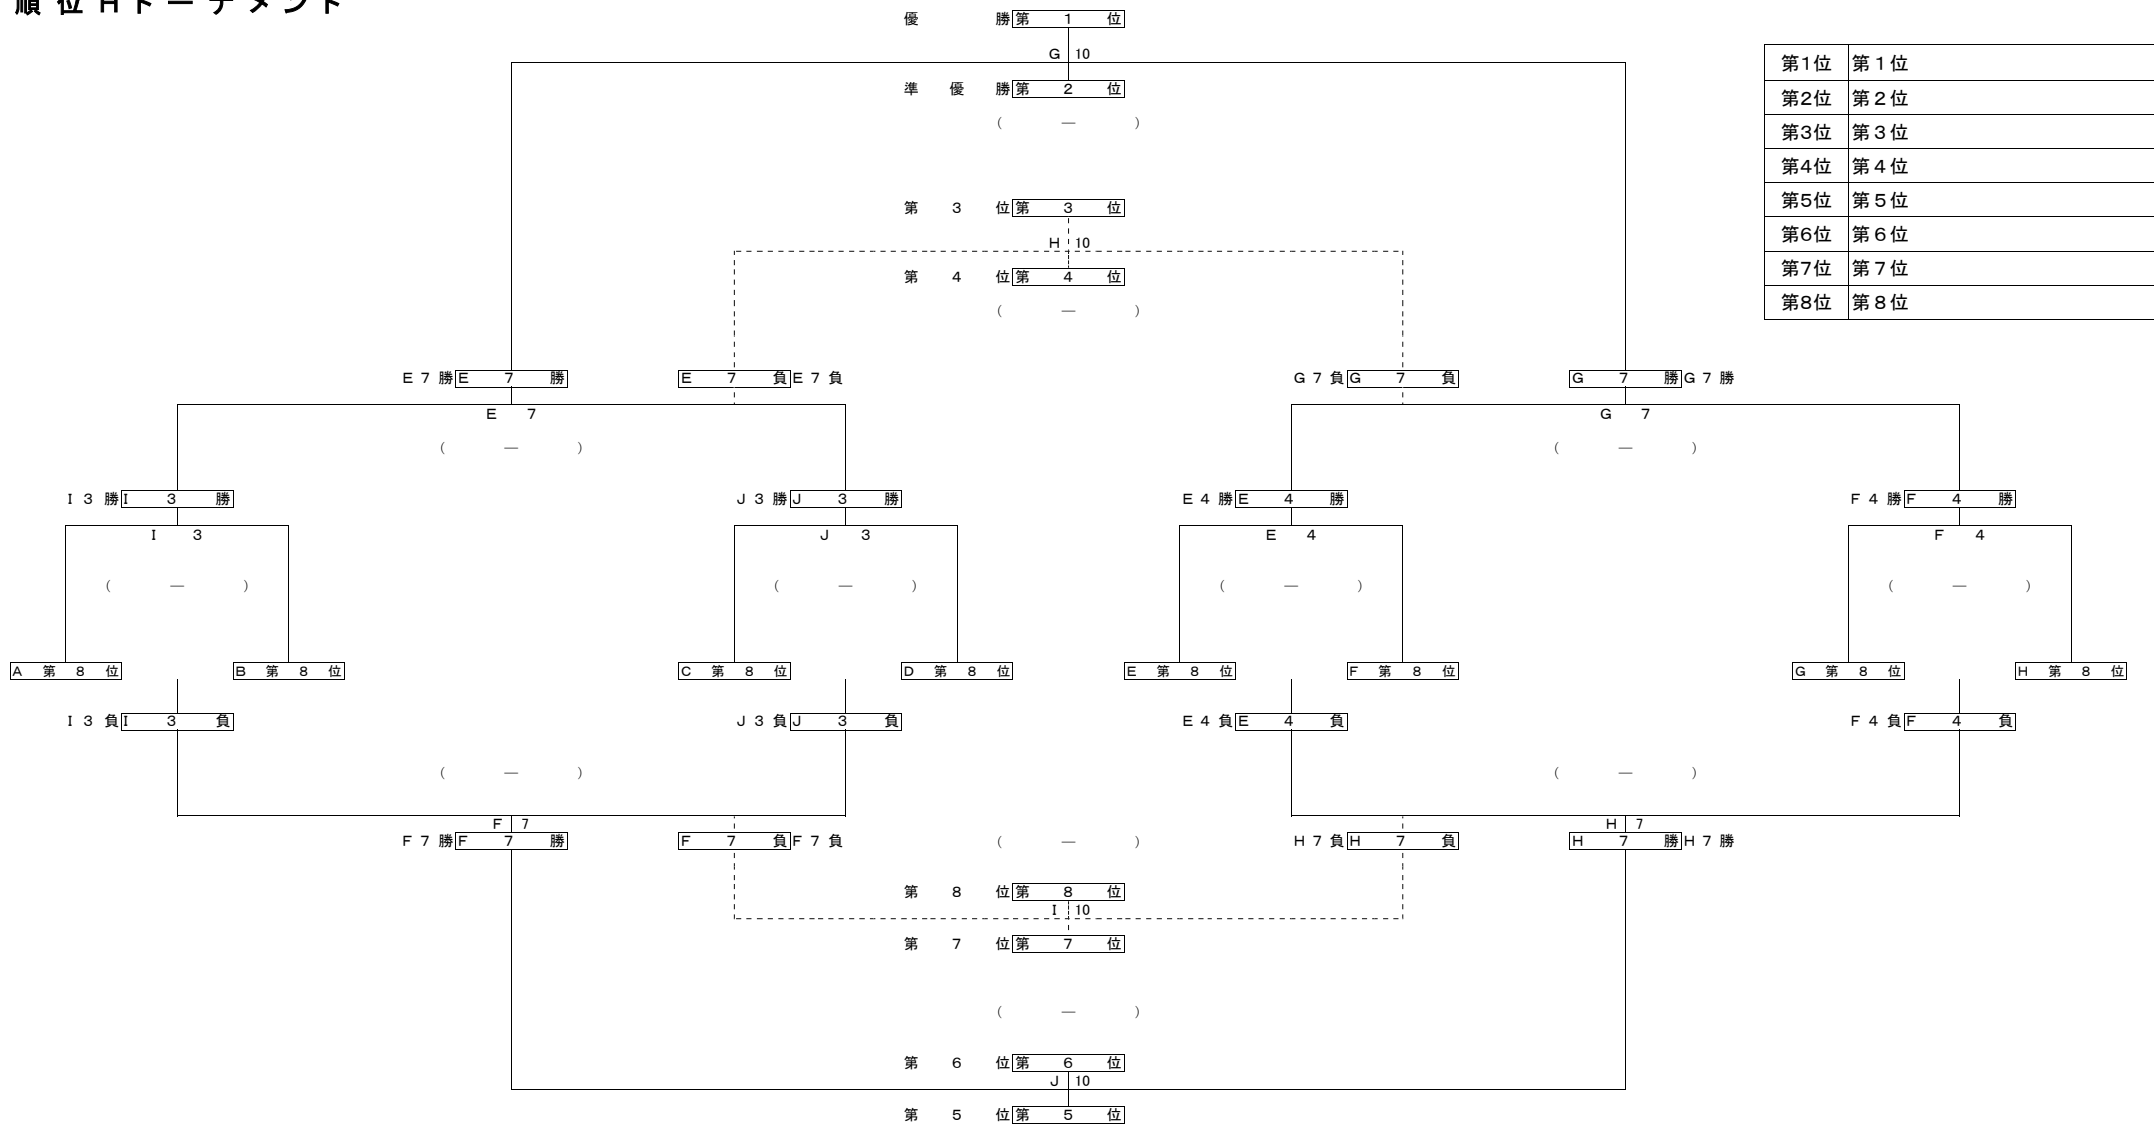 順位Hトーナメント
優 勝 第 1 位
G 10
準 優 勝 第 2 位
( — )
第 3 位 第 3 位
H 10
第 4 位 第 4 位
( — )
第1位 第１位
第2位 第２位
第3位 第３位
第4位 第４位
第5位 第５位
第6位 第６位
第7位 第７位
第8位 第８位
E 7 勝 E 7 勝 E 7 負 E 7 負 G 7 負 G 7 負 G 7 勝 G 7 勝
E 7 G 7
( — ) ( — )
I 3 勝 I 3 勝 J 3 勝 J 3 勝 E 4 勝 E 4 勝 F 4 勝 F 4 勝
I 3 J 3 E 4 F 4
( — ) ( — ) ( — ) ( — )
A 第 8 位 B 第 8 位 C 第 8 位 D 第 8 位 E 第 8 位 F 第 8 位 G 第 8 位 H 第 8 位
I 3 負 I 3 負 J 3 負 J 3 負 E 4 負 E 4 負 F 4 負 F 4 負
( — ) ( — )
F 7 H 7
F 7 勝 F 7 勝 F 7 負 F 7 負 ( — ) H 7 負 H 7 負 H 7 勝 H 7 勝
第 8 位 第 8 位
I 10
第 7 位 第 7 位
( — )
第 6 位 第 6 位
J 10
第 5 位 第 5 位